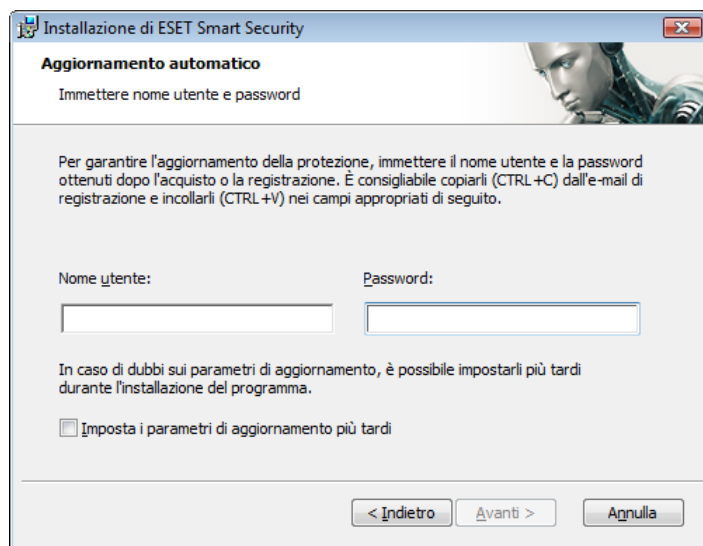 Installazione di ESET Smart Security
Aggiornamento automatico
Immettere nome utente e password
Per garantire l'aggiornamento della protezione, immettere il nome utente e la password
ottenuti dopo l'acquisto o la registrazione. È consigliabile copiarli (CTRL+C) dall'e-mail di
registrazione e incollarli (CTRL+V) nei campi appropriati di seguito.
Nome utente: Password:
In caso di dubbi sui parametri di aggiornamento, è possibile impostarli più tardi
durante l'installazione del programma.
Imposta i parametri di aggiornamento più tardi
< Indietro Avanti > Annulla